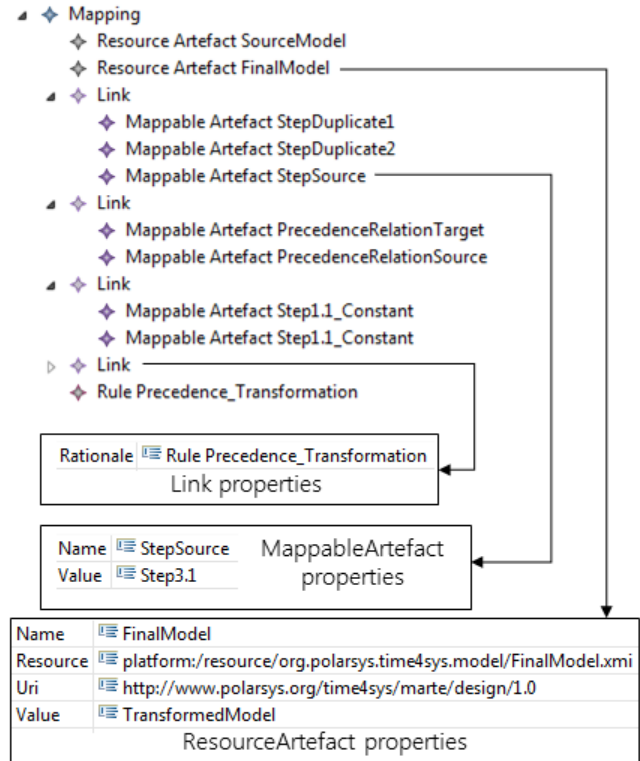 Mapping
Resource Artefact SourceModel
Resource Artefact FinalModel
Link
Mappable Artefact StepDuplicate1
Mappable Artefact StepDuplicate2
Mappable Artefact StepSource
Link
Mappable Artefact PrecedenceRelationTarget
Mappable Artefact PrecedenceRelationSource
Link
Mappable Artefact Step1.1_Constant
Mappable Artefact Step1.1_Constant
Link
Rule Precedence_Transformation
Rationale Rule Precedence_Transformation
Link properties
Name StepSource
Value Step3.1
MappableArtefact
properties
Name FinalModel
Resource platform:/resource/org.polarsys.time4sys.model/FinalModel.xmi
Uri http://www.polarsys.org/time4sys/marte/design/1.0
Value TransformedModel
ResourceArtefact properties